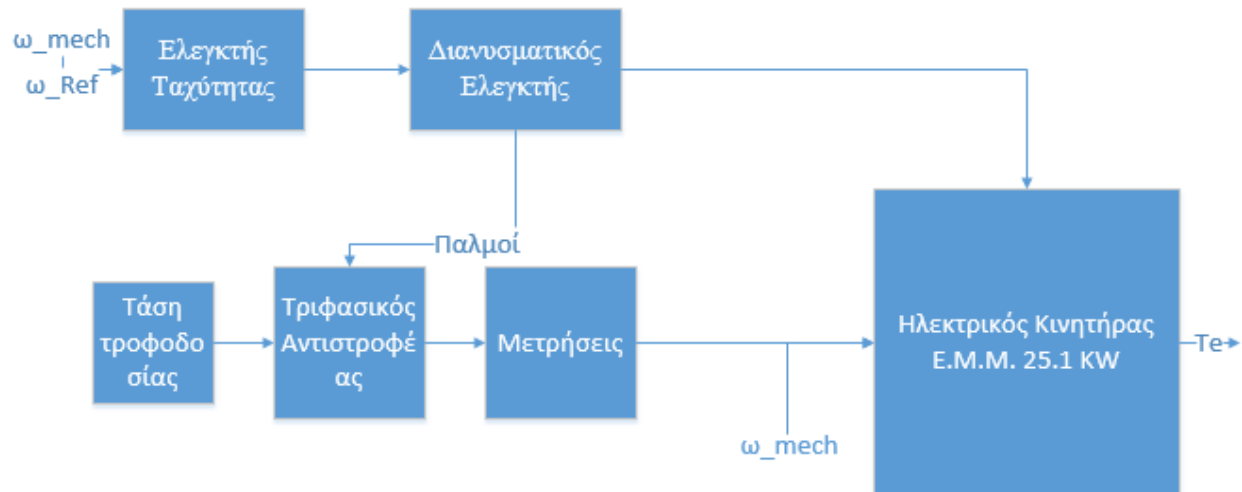 ω_mech
ω_Ref
Ελεγκτής
Ταχύτητας
Διανυσματικός
Ελεγκτής
Παλμοί
Τάση
τροφοδο
σίας
Τριφασικός
Αντιστροφέ
ας
Μετρήσεις
Ηλεκτρικός Κινητήρας
Ε.Μ.Μ. 25.1 KW
Te
ω_mech